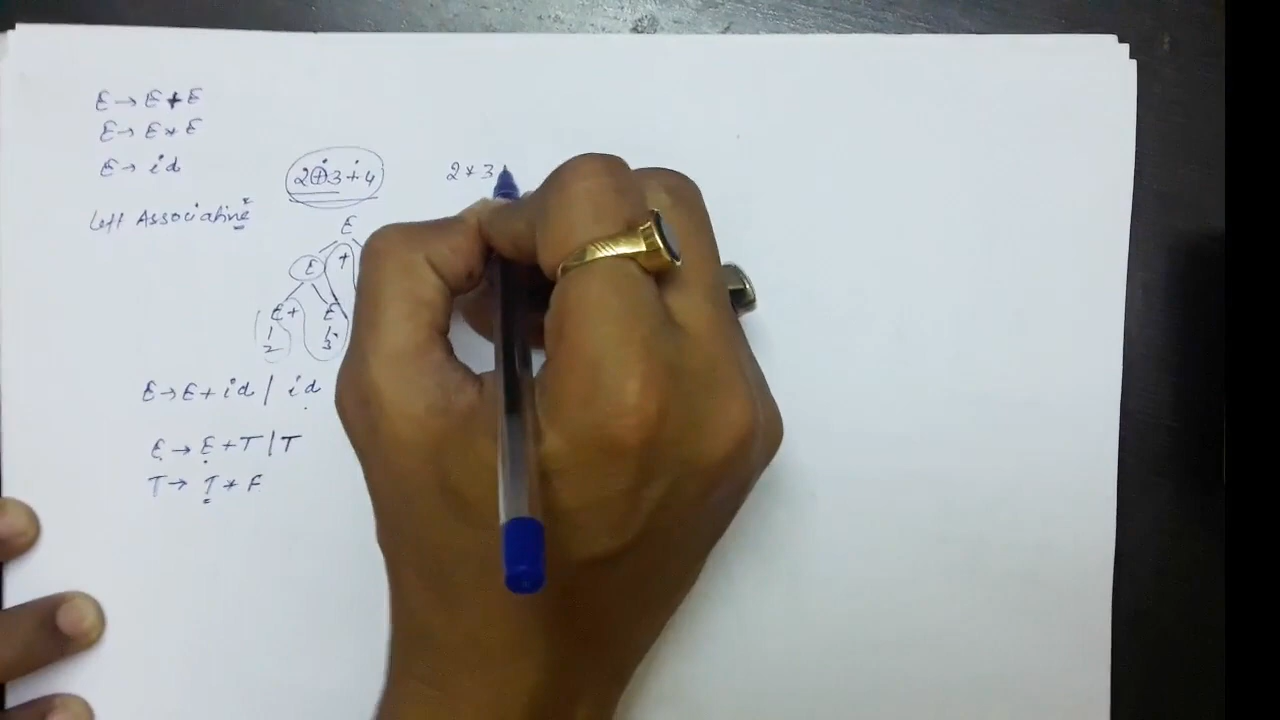 E → E + E
E → E * E
E → id
2+3+4
2 * 3
Left Associative
E
E +
E + E
2 3
E → E + id | id
E → E + T | T
T → T * F